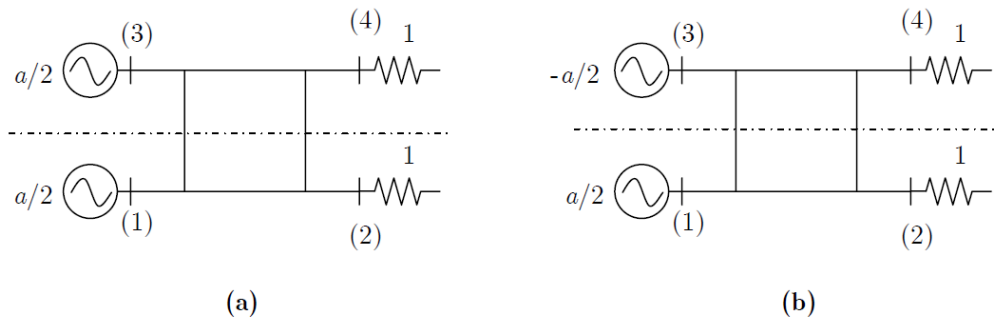 (3) (4) 1
a/2
a/2
1
(1) (2)
(a)
(3) (4) 1
-a/2
a/2
1
(1) (2)
(b)